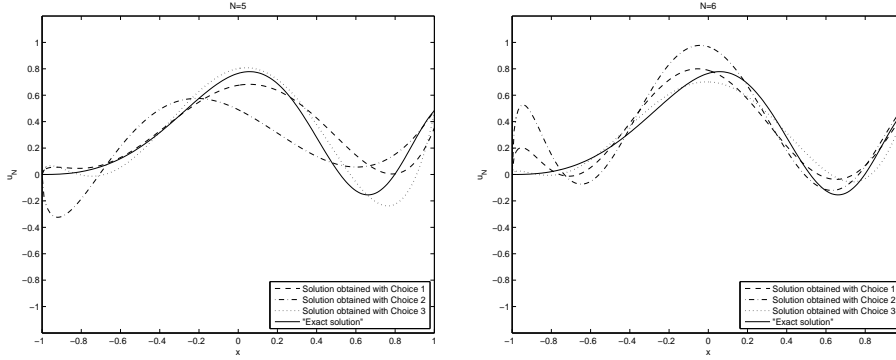 N=5
1
0.8
0.6
0.4
0.2
0
−0.2
−0.4
−0.6
−0.8
−1
u_N
Solution obtained with Choice 1
Solution obtained with Choice 2
Solution obtained with Choice 3
"Exact solution"
−1 −0.8 −0.6 −0.4 −0.2 0 0.2 0.4 0.6 0.8 1
x
N=6
1
0.8
0.6
0.4
0.2
0
−0.2
−0.4
−0.6
−0.8
−1
u_N
Solution obtained with Choice 1
Solution obtained with Choice 2
Solution obtained with Choice 3
"Exact solution"
−1 −0.8 −0.6 −0.4 −0.2 0 0.2 0.4 0.6 0.8
x